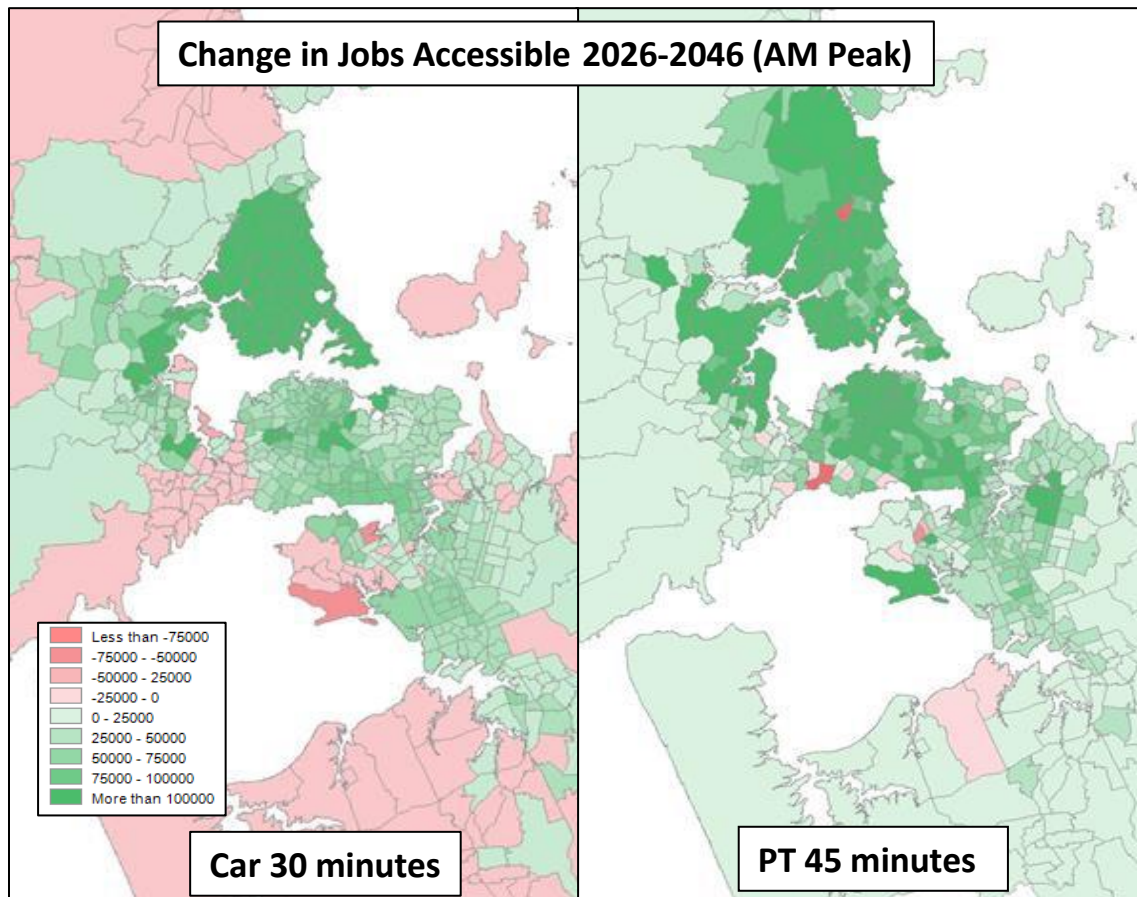 Change in Jobs Accessible 2026-2046 (AM Peak)
Less than -75000
-75000 - -50000
-50000 - 25000
-25000 - 0
0 - 25000
25000 - 50000
50000 - 75000
75000 - 100000
More than 100000
Car 30 minutes
PT 45 minutes